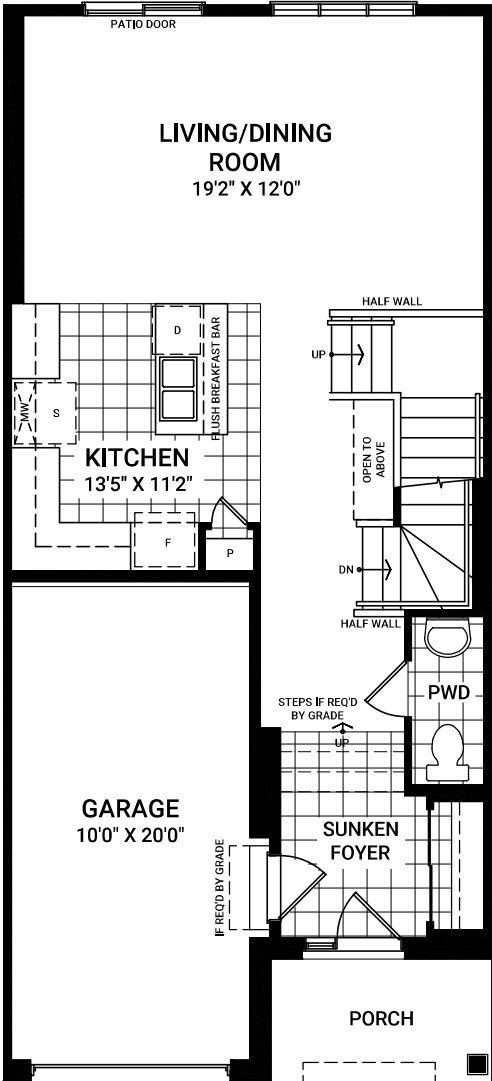 PATIO DOOR
LIVING/DINING
ROOM
19'2" X 12'0"
HALF WALL
UP
D
FLUSH BREAKFAST BAR
MW
S
OPEN TO
ABOVE
KITCHEN
13'5" X 11'2"
F
P
DN
HALF WALL
PWD
STEPS IF REQ'D
BY GRADE
UP
GARAGE
10'0" X 20'0"
SUNKEN
FOYER
IF REQ'D BY GRADE
PORCH